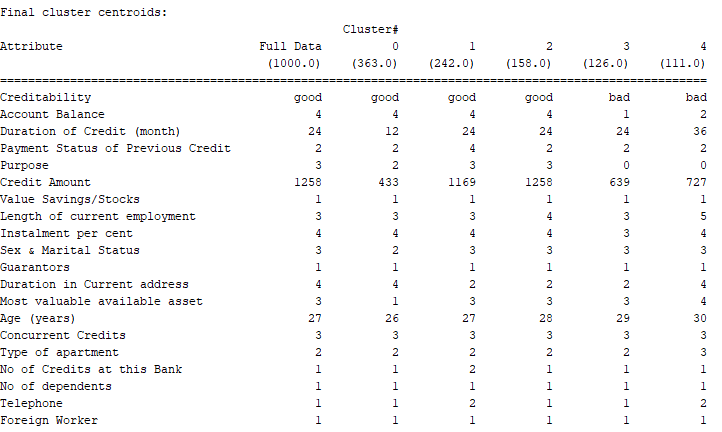 Final cluster centroids:
Cluster#
Attribute Full Data 0 1 2 3 4
(1000.0) (363.0) (242.0) (158.0) (126.0) (111.0)
================================================================================================
Creditability good good good good bad bad
Account Balance 4 4 4 4 1 2
Duration of Credit (month) 24 12 24 24 24 36
Payment Status of Previous Credit 2 2 4 2 2 2
Purpose 3 2 3 3 0 0
Credit Amount 1258 433 1169 1258 639 727
Value Savings/Stocks 1 1 1 1 1 1
Length of current employment 3 3 3 4 3 5
Instalment per cent 4 4 4 4 3 4
Sex & Marital Status 3 2 3 3 3 3
Guarantors 1 1 1 1 1 1
Duration in Current address 4 4 2 2 2 4
Most valuable available asset 3 1 3 3 3 4
Age (years) 27 26 27 28 29 30
Concurrent Credits 3 3 3 3 3 3
Type of apartment 2 2 2 2 2 3
No of Credits at this Bank 1 1 2 1 1 1
No of dependents 1 1 1 1 1 1
Telephone 1 1 2 1 1 2
Foreign Worker 1 1 1 1 1 1